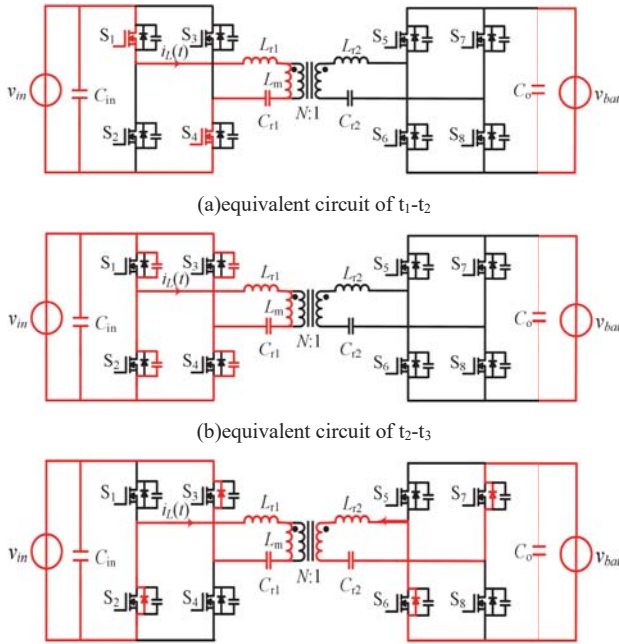 S1 S3 S5 S7
iL(t) Lr1 Lr2
vin Cin Lm Co vbat
Cr1 Cr2
S2 S4 N:1 S6 S8
(a)equivalent circuit of t1-t2
S1 S3 S5 S7
iL(t) Lr1 Lr2
vin Cin Lm Co vbat
Cr1 Cr2
S2 S4 N:1 S6 S8
(b)equivalent circuit of t2-t3
S1 S3 S5 S7
iL(t) Lr1 Lr2
vin Cin Lm Co vbat
Cr1 Cr2
S2 S4 N:1 S6 S8